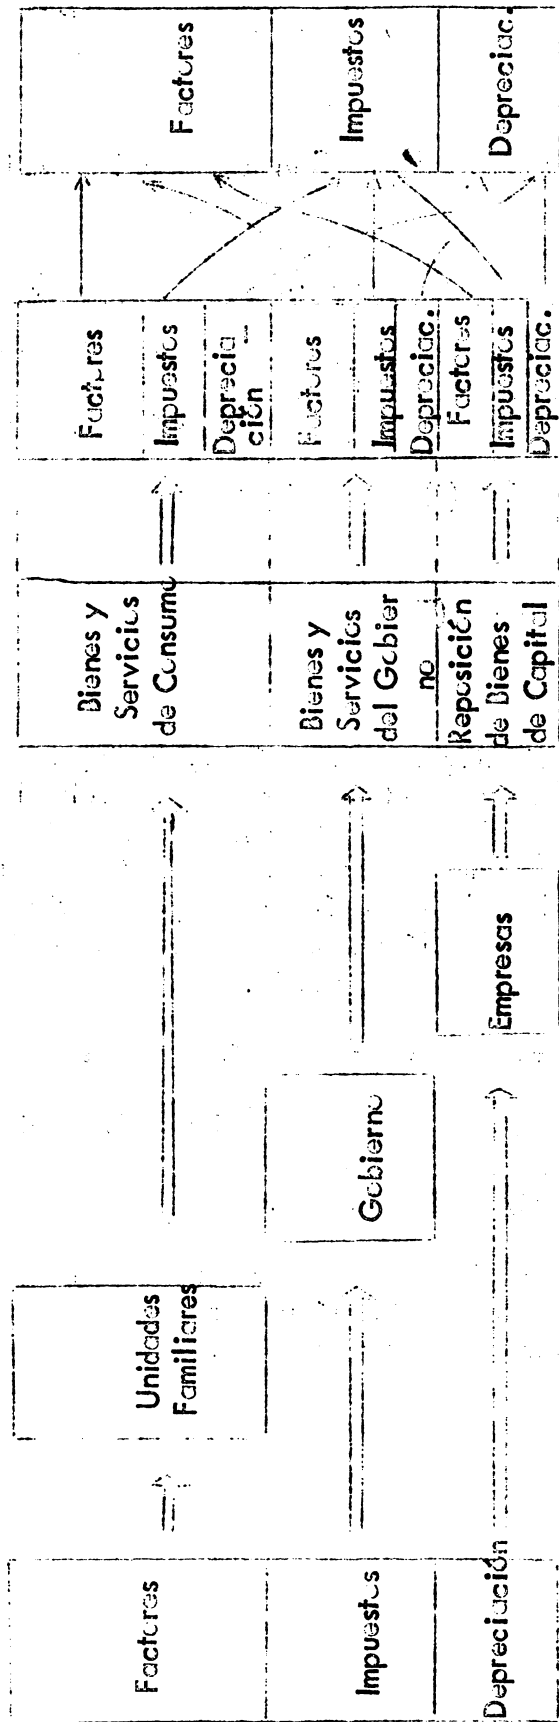 Factores
Impuestos
Depreciación
Unidades
Familiares
Gobierno
Empresas
Bienes y
Servicios
de Consumo
Bienes y
Servicios
del Gobier
no
Reposición
de Bienes
de Capital
Factores
Impuestos
Deprecia
ción
Factores
Impuestos
Depreciac.
Factores
Impuestos
Depreciac.
Factores
Impuestos
Depreciac.